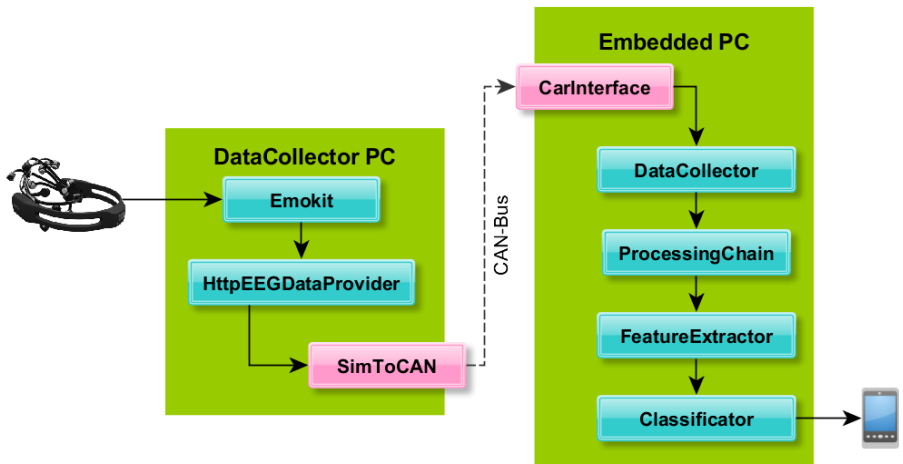 DataCollector PC
Emokit
HttpEEGDataProvider
SimToCAN
CAN-Bus
Embedded PC
CarInterface
DataCollector
ProcessingChain
FeatureExtractor
Classificator